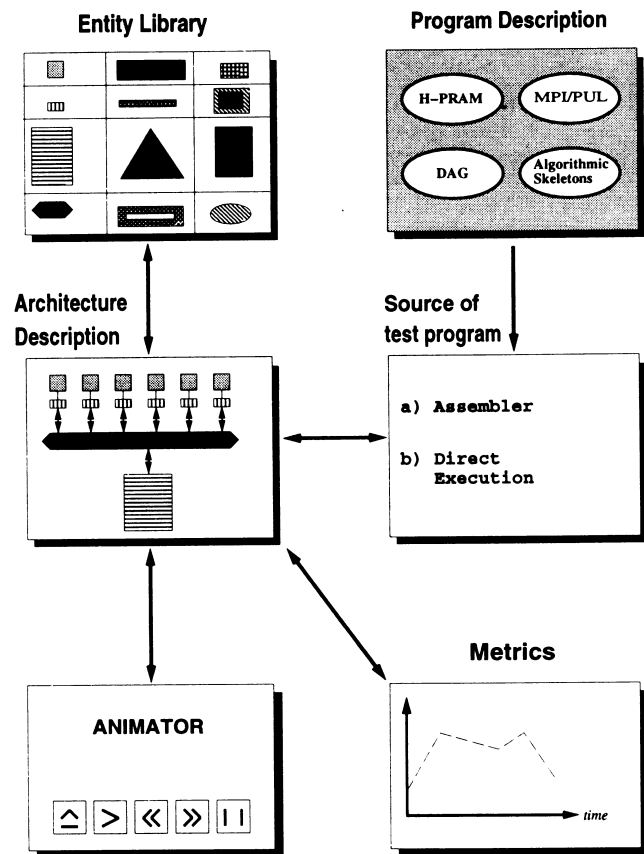 Entity Library
Program Description
H-PRAM
MPI/PUL
DAG
Algorithmic
Skeletons
Architecture
Description
Source of
test program
a) Assembler
b) Direct
Execution
Metrics
ANIMATOR
time